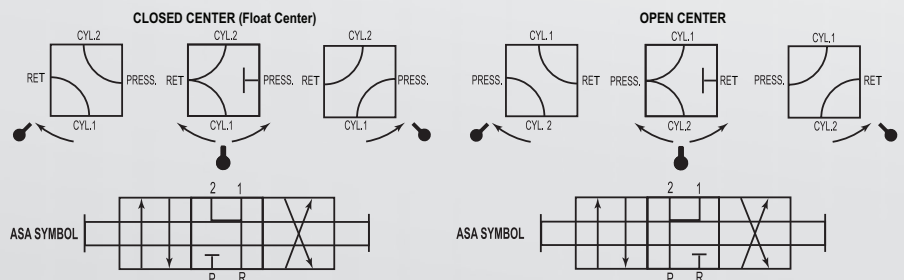 CLOSED CENTER (Float Center)
CYL.2 CYL.2 CYL.2
RET PRESS. RET PRESS. RET PRESS.
CYL.1 CYL.1 CYL.1
2 1
ASA SYMBOL
P R
OPEN CENTER
CYL.1 CYL.1 CYL.1
PRESS. RET PRESS. RET PRESS. RET
CYL. 2 CYL.2 CYL.2
2 1
ASA SYMBOL
P R